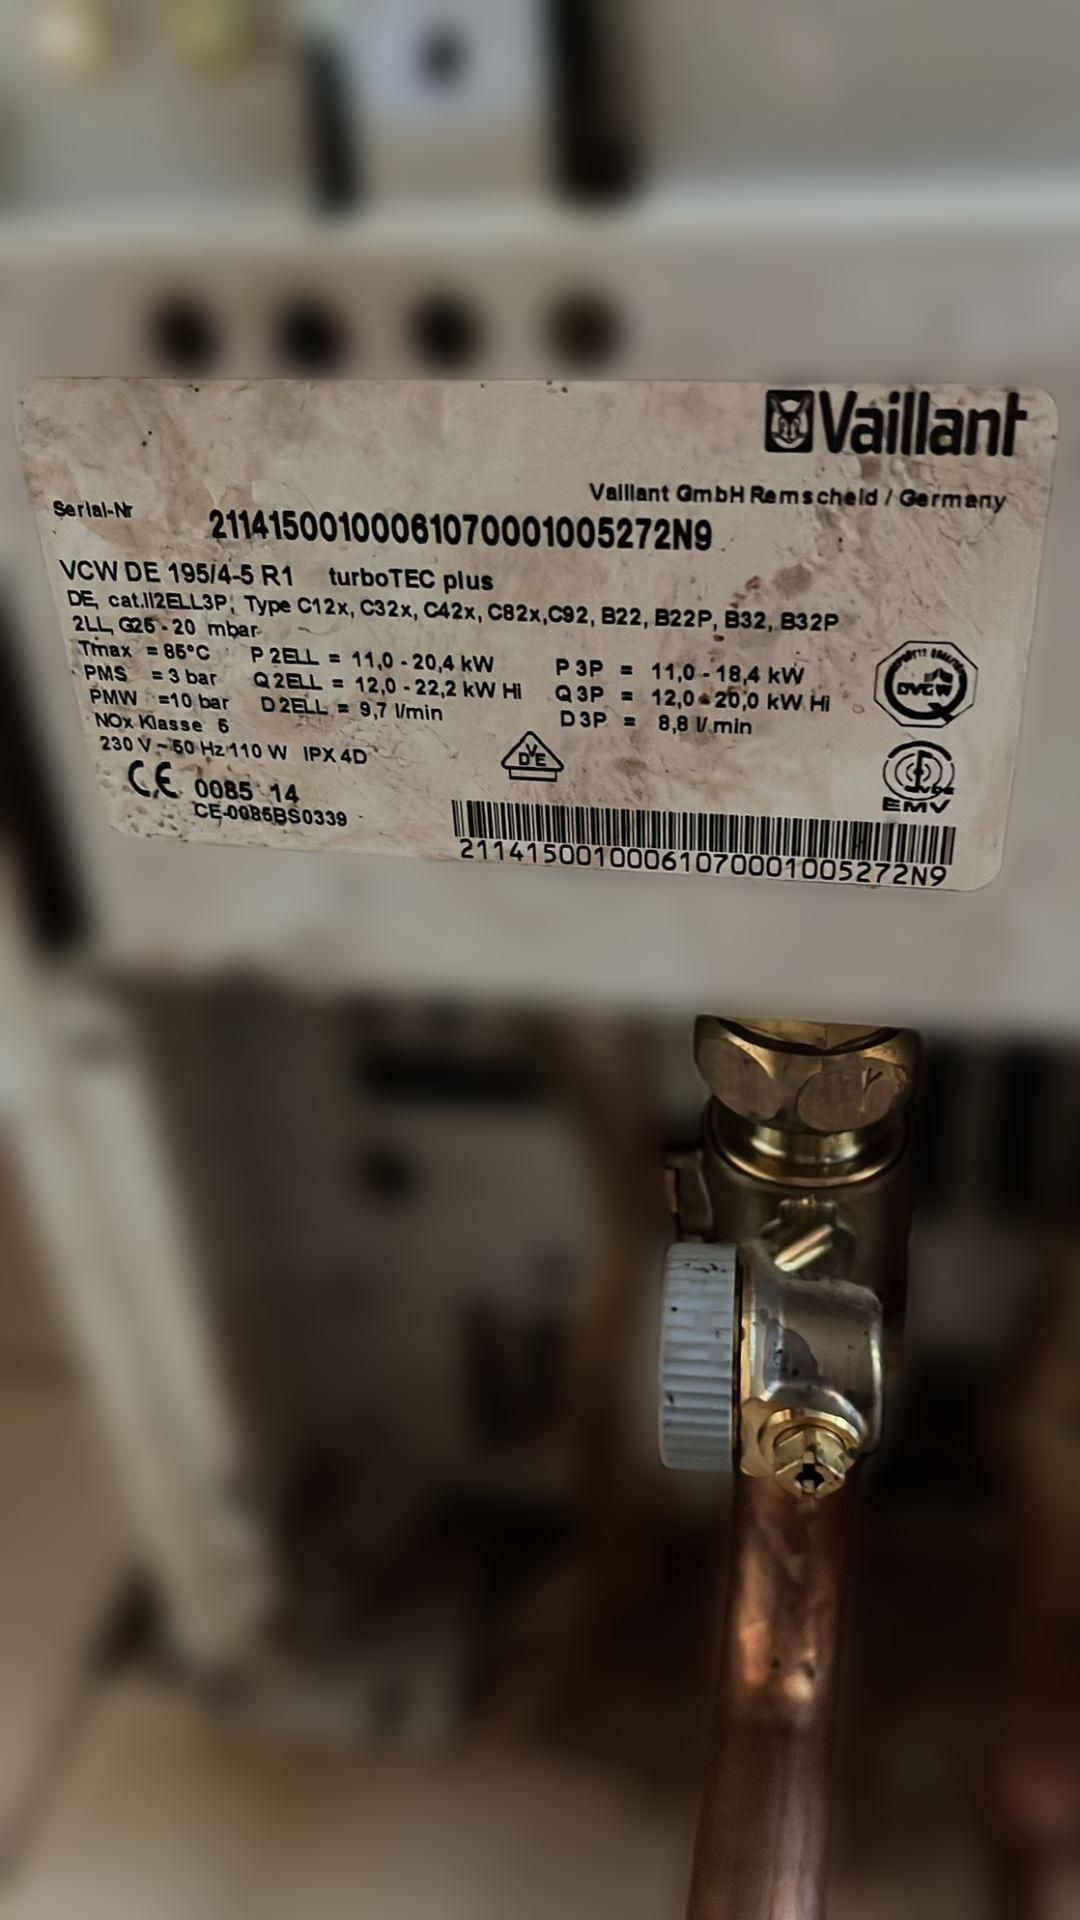 Vaillant
Vaillant GmbH Remscheid / Germany
Serial-Nr 21141500100061070001005272N9
VCW DE 195/4-5 R1 turboTEC plus
DE, cat.II2ELL3P, Type C12x, C32x, C42x, C82x,C92, B22, B22P, B32, B32P
2LL, G25 - 20 mbar
Tmax = 85°C P 2ELL = 11,0 - 20,4 kW P 3P = 11,0 - 18,4 kW
PMS = 3 bar Q 2ELL = 12,0 - 22,2 kW Hi Q 3P = 12,0 - 20,0 kW Hi
PMW =10 bar D 2ELL = 9,7 l/min D 3P = 8,8 l/min
NOx Klasse 5
230 V ~ 50 Hz 110 W IPX 4D
CE 0085 14
CE-0085BS0339
VDE
DVGW
EMV
21141500100061070001005272N9